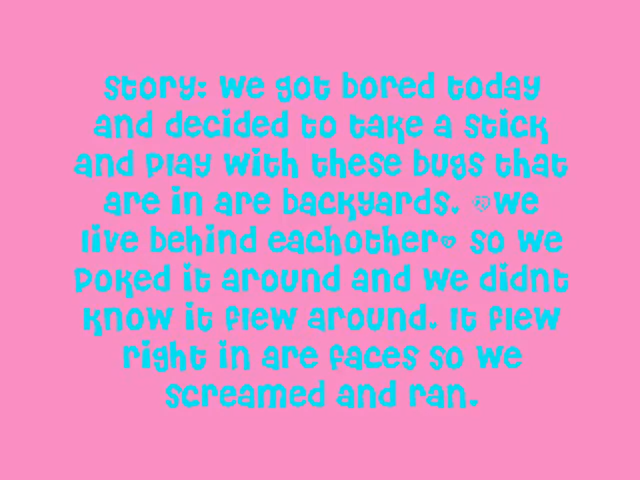 story: we got bored today
and decided to take a stick
and play with these bugs that
are in are backyards. we
live behind eachother so we
poked it around and we didnt
know it flew around. it flew
right in are faces so we
screamed and ran.